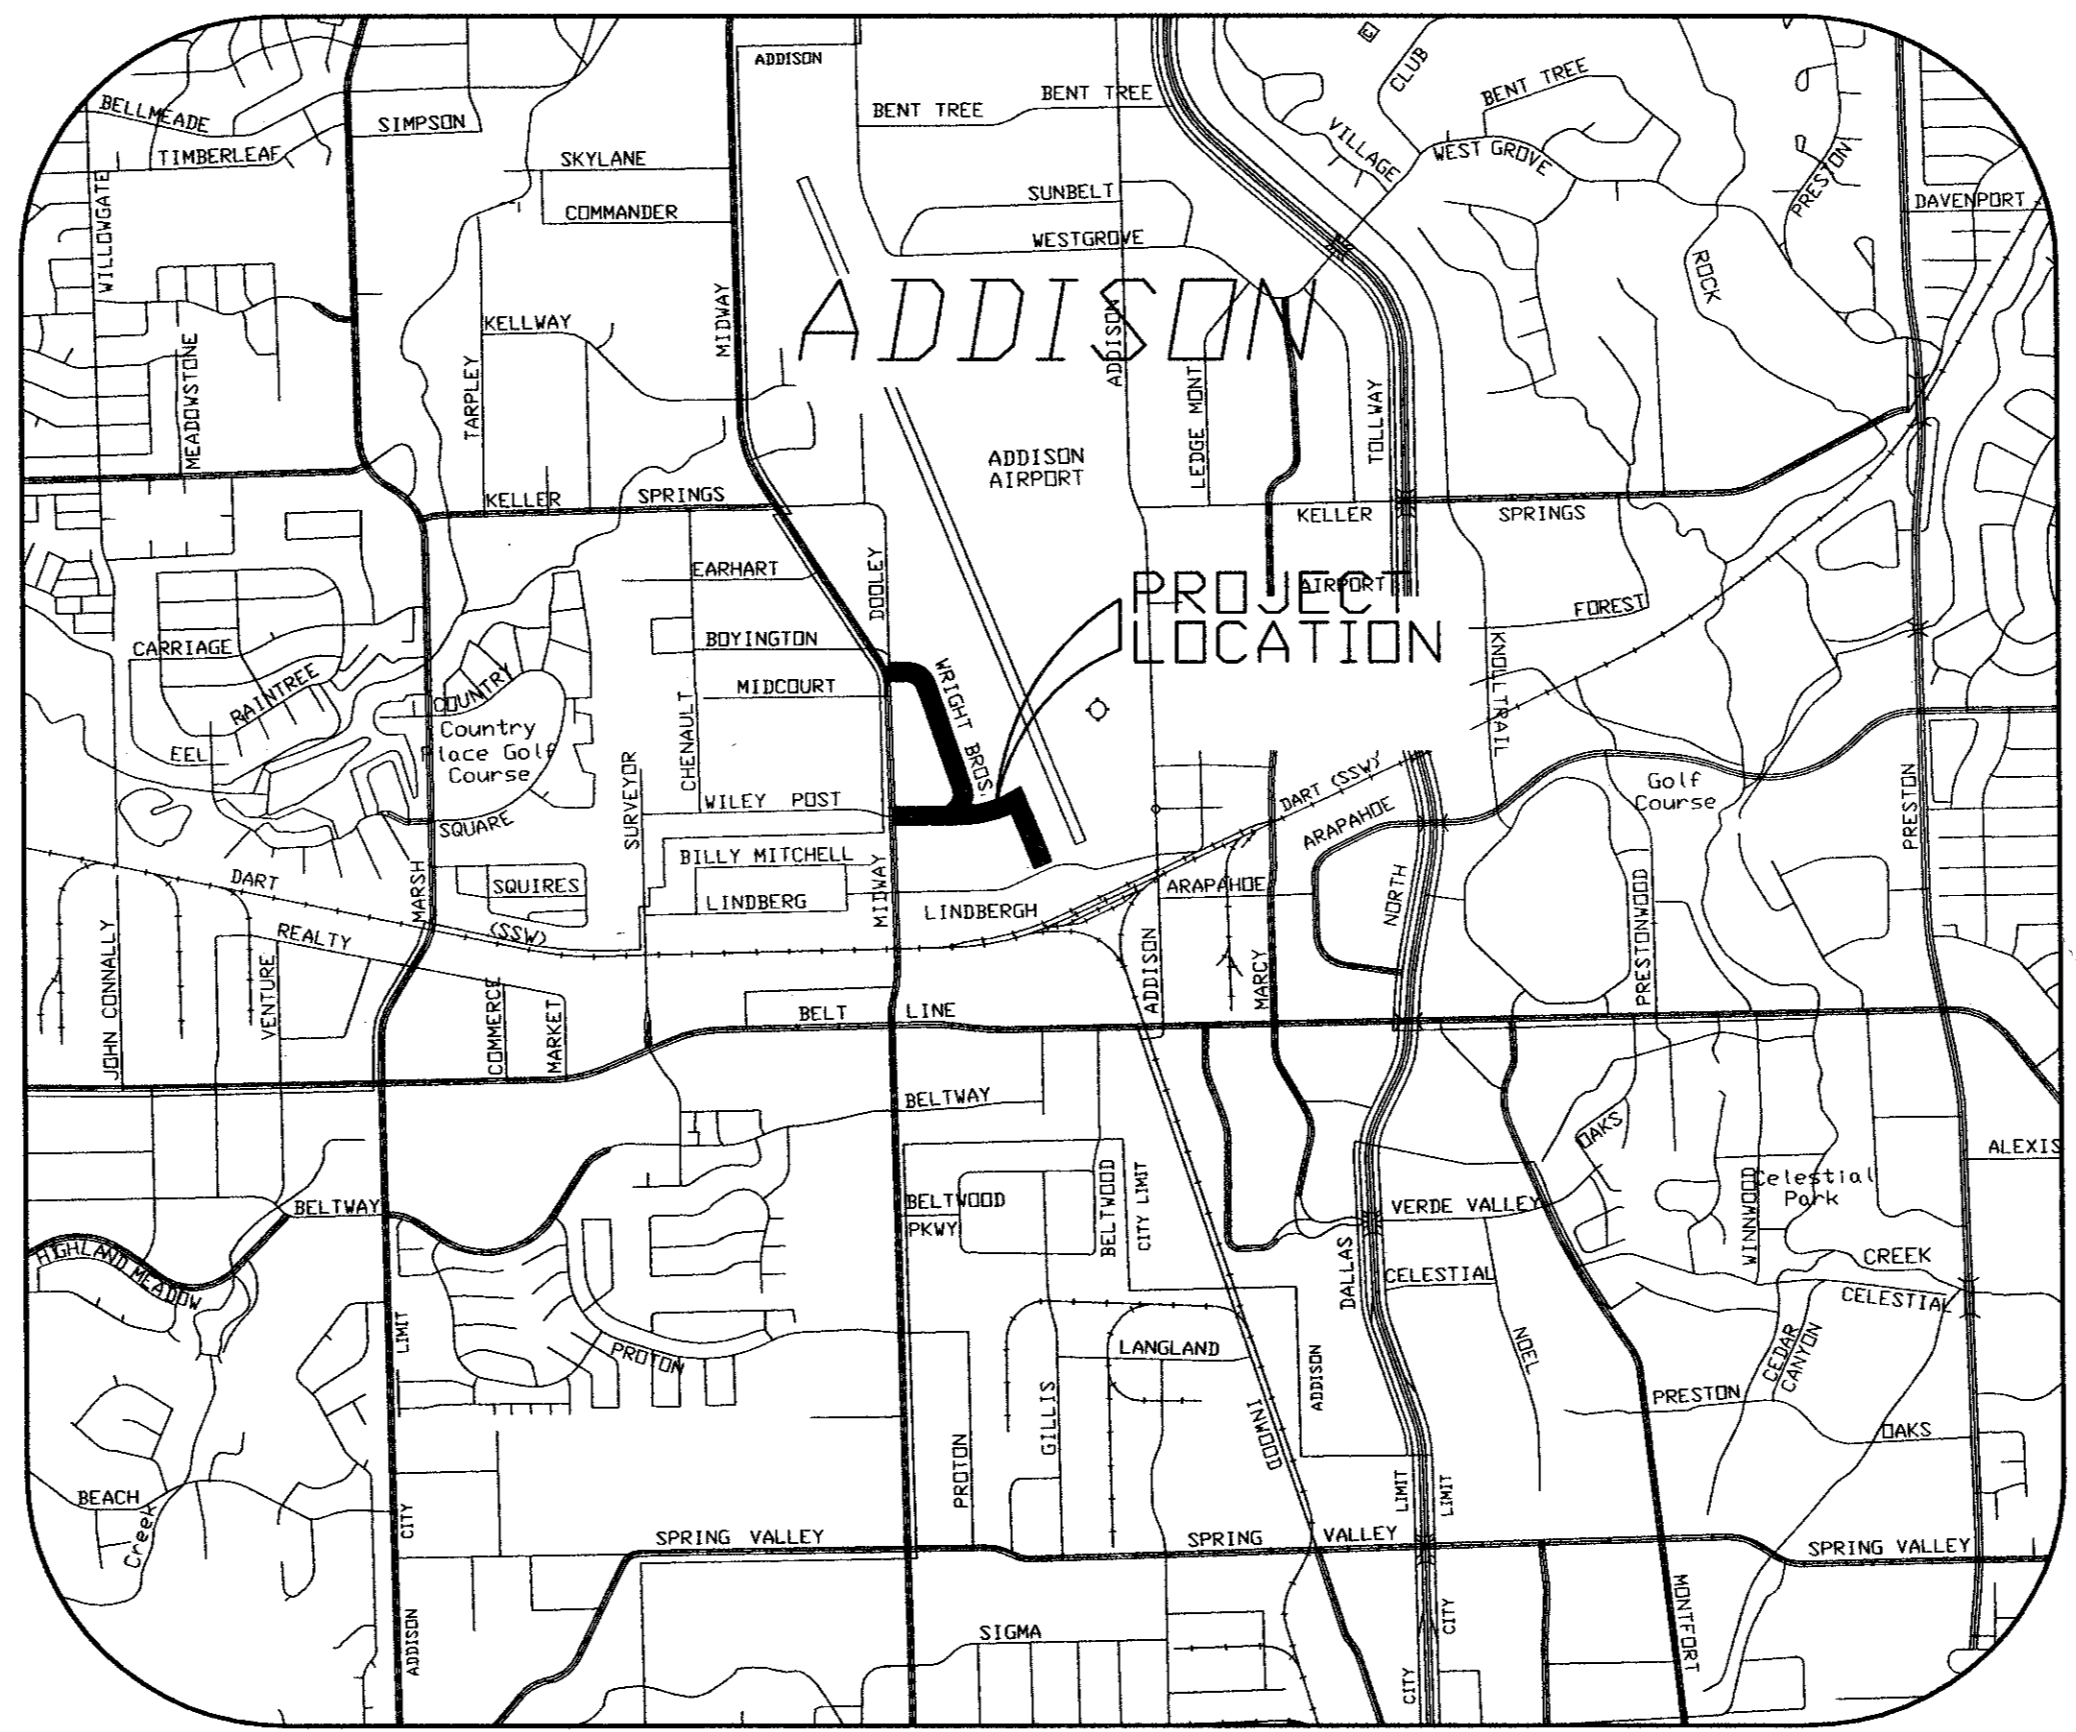 ADDISON
BELLMEADE
SIMPSON
TIMBERLEAF
BENT TREE
BENT TREE
CLUB
BENT TREE
VILLAGE
WEST GROVE
PRESTON
SKYLANE
COMMANDER
SUNBELT
WESTGROVE
DAVENPORT
WILLOWGATE
ROCK
MIDWAY
ADDISON
ADDISON
KELLWAY
MEADOWSTONE
TARPLEY
LEDGE MONT
TOLLWAY
ADDISON
AIRPORT
KELLER
SPRINGS
KELLER
SPRINGS
EARHART
DOOLEY
PROJECT
LOCATION
AIRPORT
FOREST
CARRIAGE
BOYINGTON
KNOLLTRAIL
RAINTREE
COUNTRY
MIDCOURT
WRIGHT BROS.
Country
Place Golf
Course
EEL
CHENAULT
SURVEYOR
WILEY POST
DART (SSW)
Golf
Course
PRESTON
SQUARE
ARAPAHOE
BILLY MITCHELL
DART
MARSH
SQUIRES
MIDWAY
ARAPAHOE
NORTH
LINDBERG
LINDBERGH
PRESTONWOOD
REALTY
(SSW)
JOHN CONNALLY
VENTURE
COMMERCE
MARKET
ADDISON
MARCY
BELT LINE
BELTWAY
OAKS
ALEXIS
BELTWAY
BELTWOOD
PKWY
BELTWOOD
CITY LIMIT
VERDE VALLEY
WINNWOOD
Celestial
Park
HIGHLAND MEADOW
DALLAS
CELESTIAL
CREEK
CELESTIAL
LIMIT
PROTON
LANGLAND
ADDISON
NOEL
CEDAR
CANYON
GILLIS
INWOOD
PRESTON
OAKS
PROTON
BEACH
Creek
CITY
LIMIT
LIMIT
SPRING VALLEY
SPRING
VALLEY
SPRING VALLEY
ADDISON
SIGMA
CITY
CITY
MONTFORT